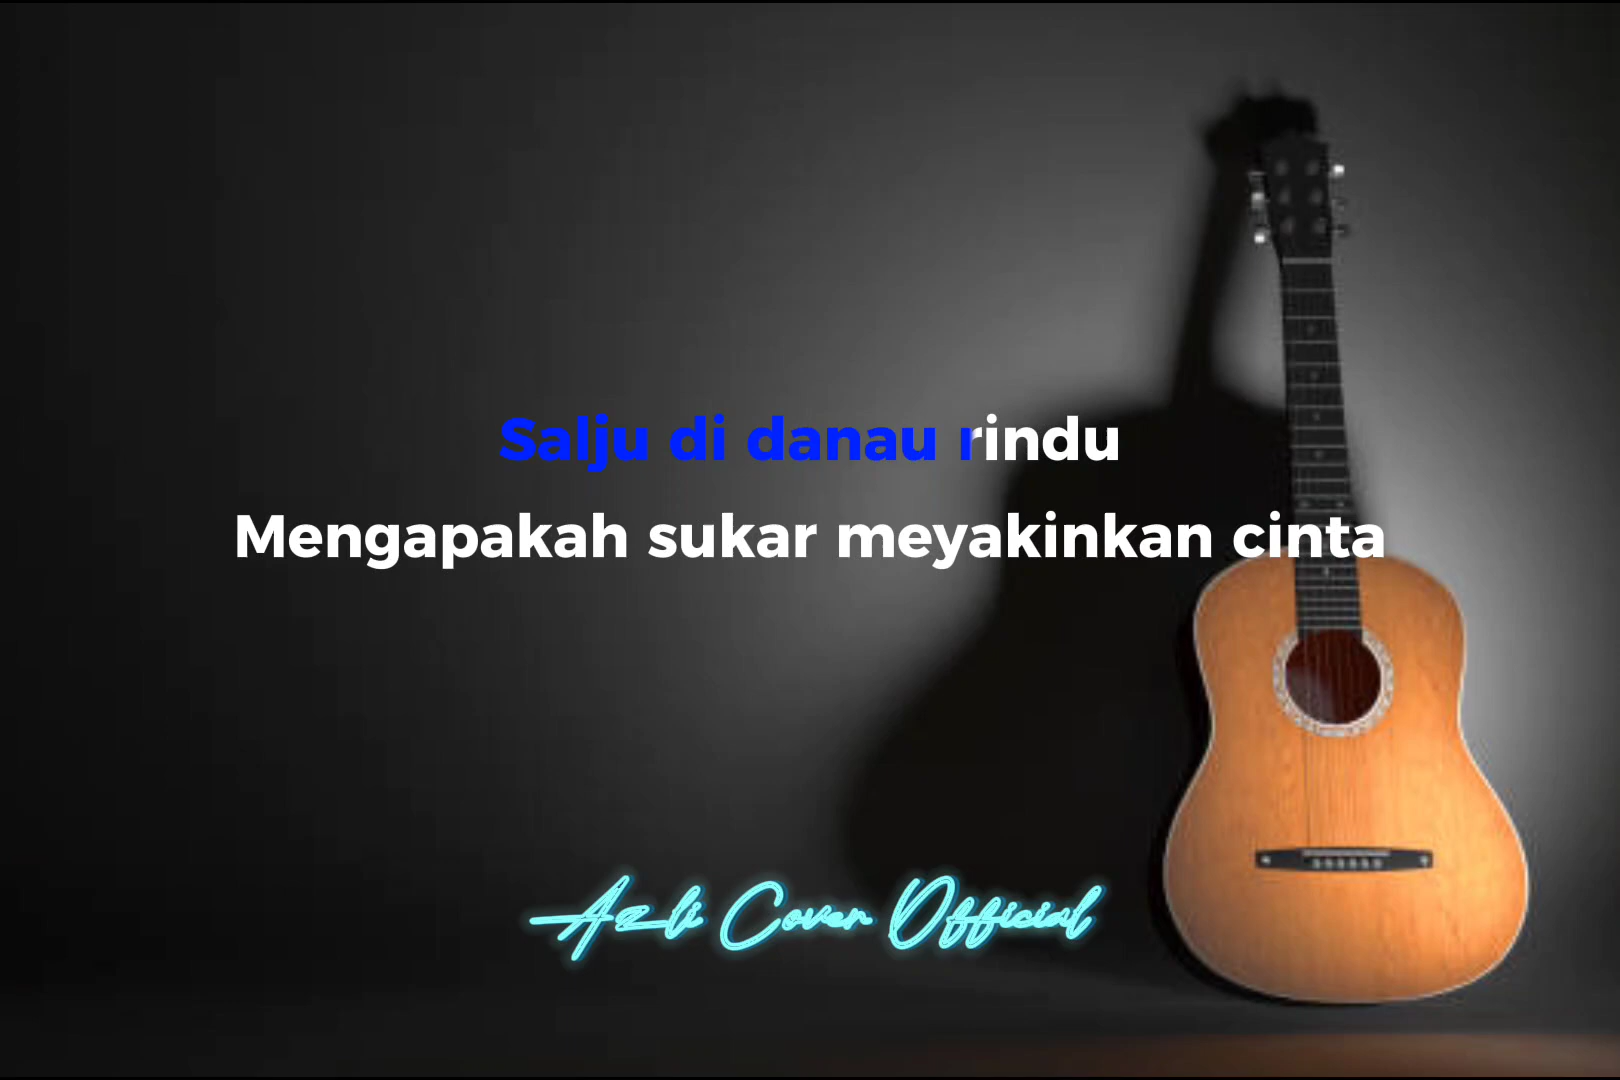 Salju di danau rindu
Mengapakah sukar meyakinkan cinta
Azli Cover Official